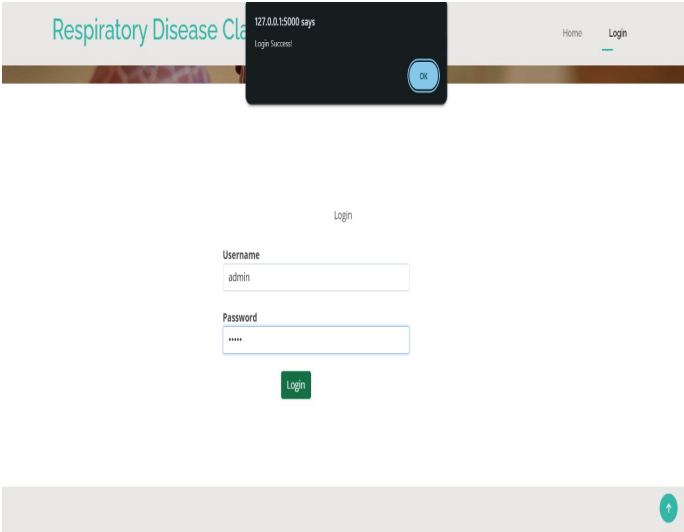 Respiratory Disease Cla
127.0.0.1:5000 says
Login Success!
OK
Home
Login
Login
Username
admin
Password
•••••
Login